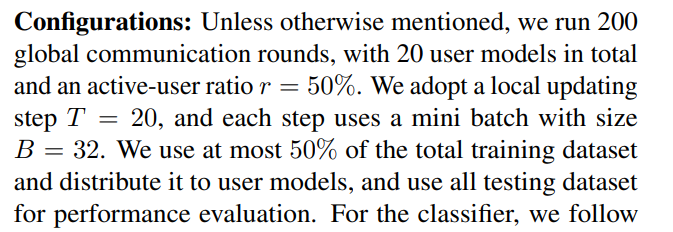 Configurations: Unless otherwise mentioned, we run 200
global communication rounds, with 20 user models in total
and an active-user ratio r = 50%. We adopt a local updating
step T = 20, and each step uses a mini batch with size
B = 32. We use at most 50% of the total training dataset
and distribute it to user models, and use all testing dataset
for performance evaluation. For the classifier, we follow